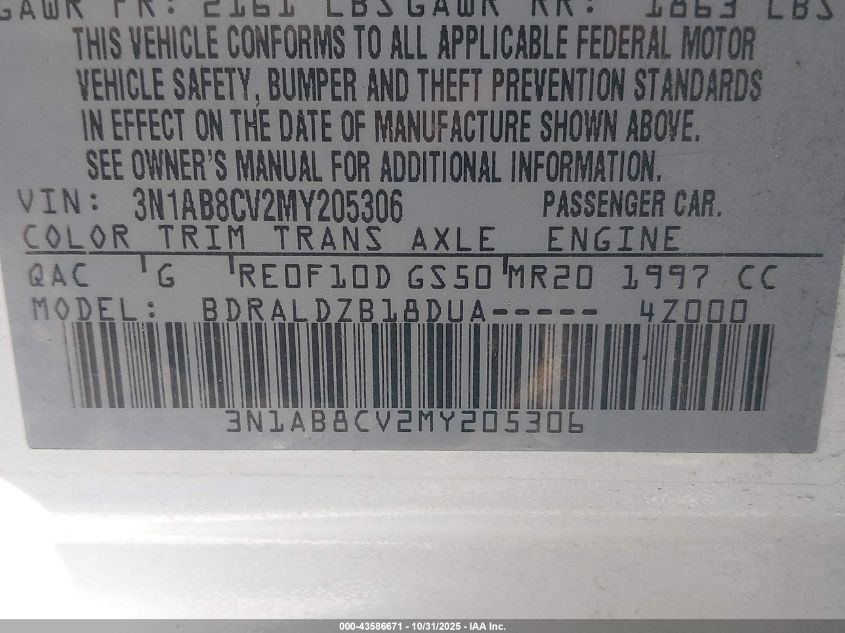 GAWR FR: 2161 LBS GAWR RR: 1863 LBS
THIS VEHICLE CONFORMS TO ALL APPLICABLE FEDERAL MOTOR
VEHICLE SAFETY, BUMPER AND THEFT PREVENTION STANDARDS
IN EFFECT ON THE DATE OF MANUFACTURE SHOWN ABOVE.
SEE OWNER'S MANUAL FOR ADDITIONAL INFORMATION.
VIN: 3N1AB8CV2MY205306 PASSENGER CAR.
COLOR TRIM TRANS AXLE ENGINE
QAC G RE0F10D GS50 MR20 1997 CC
MODEL: BDRALDZB18DUA----- 4Z000
3N1AB8CV2MY205306
000-43586671 - 10/31/2025 - IAA Inc.